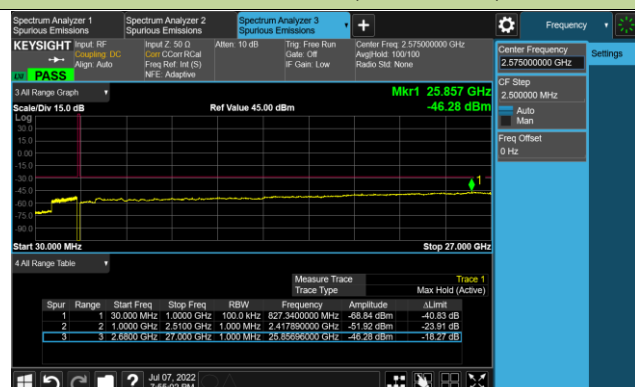 Spectrum Analyzer 1
Spurious Emissions
Spectrum Analyzer 2
Spurious Emissions
Spectrum Analyzer 3
Spurious Emissions
Frequency
KEYSIGHT
Input: RF
Coupling: DC
Align: Auto
Input Z: 50 Ω
Corr CCorr RCal
Freq Ref: Int (S)
NFE: Adaptive
Atten: 10 dB
Trig: Free Run
Gate: Off
IF Gain: Low
Center Freq: 2.575000000 GHz
Avg|Hold: 100/100
Radio Std: None
LV PASS
Center Frequency
2.575000000 GHz
Settings
CF Step
2.500000 MHz
Auto
Man
Freq Offset
0 Hz
3 All Range Graph
Mkr1 25.857 GHz
Scale/Div 15.0 dB
Ref Value 45.00 dBm
-46.28 dBm
Log
30.0
15.0
0.00
-15.0
-30.0
-45.0
-60.0
-75.0
-90.0
1
Start 30.000 MHz
Stop 27.000 GHz
4 All Range Table
Measure Trace Trace 1
Trace Type Max Hold (Active)
Spur Range Start Freq Stop Freq RBW Frequency Amplitude ΔLimit
1 1 30.000 MHz 1.0000 GHz 100.0 kHz 827.3400000 MHz -68.84 dBm -40.83 dB
2 2 1.0000 GHz 2.5100 GHz 1.000 MHz 2.417890000 GHz -51.92 dBm -23.91 dB
3 3 2.6800 GHz 27.000 GHz 1.000 MHz 25.85696000 GHz -46.28 dBm -18.27 dB
?
Jul 07, 2022